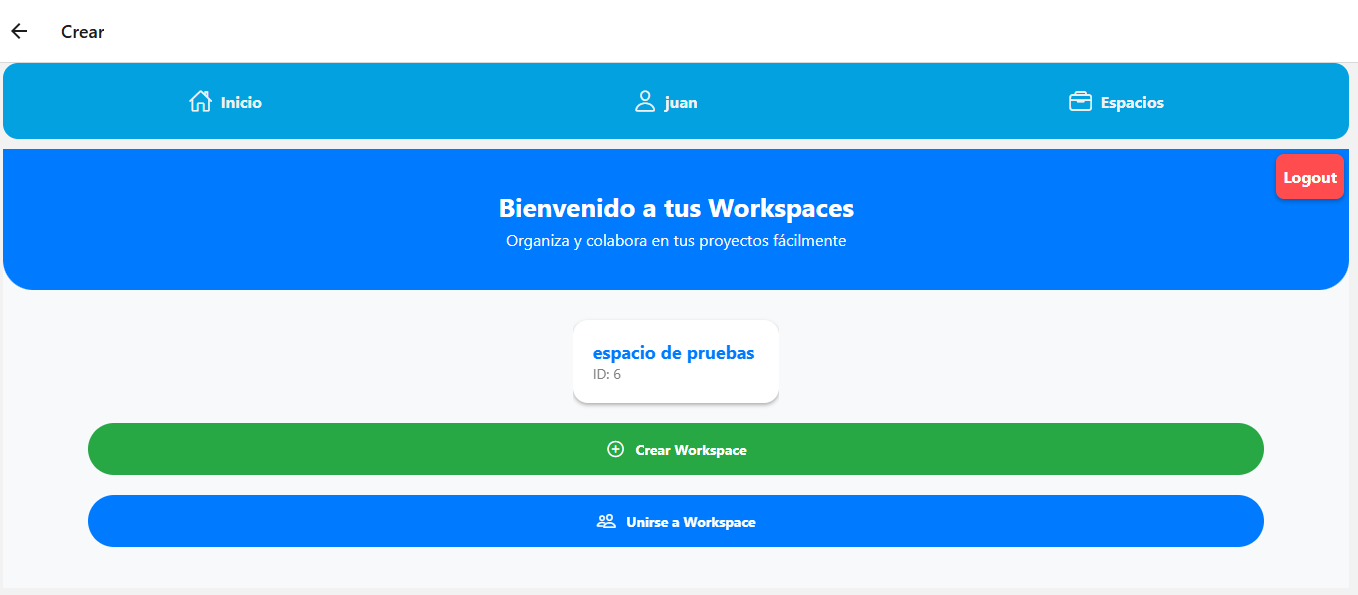 Crear
Inicio
juan
Espacios
Logout
Bienvenido a tus Workspaces
Organiza y colabora en tus proyectos fácilmente
espacio de pruebas
ID: 6
Crear Workspace
Unirse a Workspace